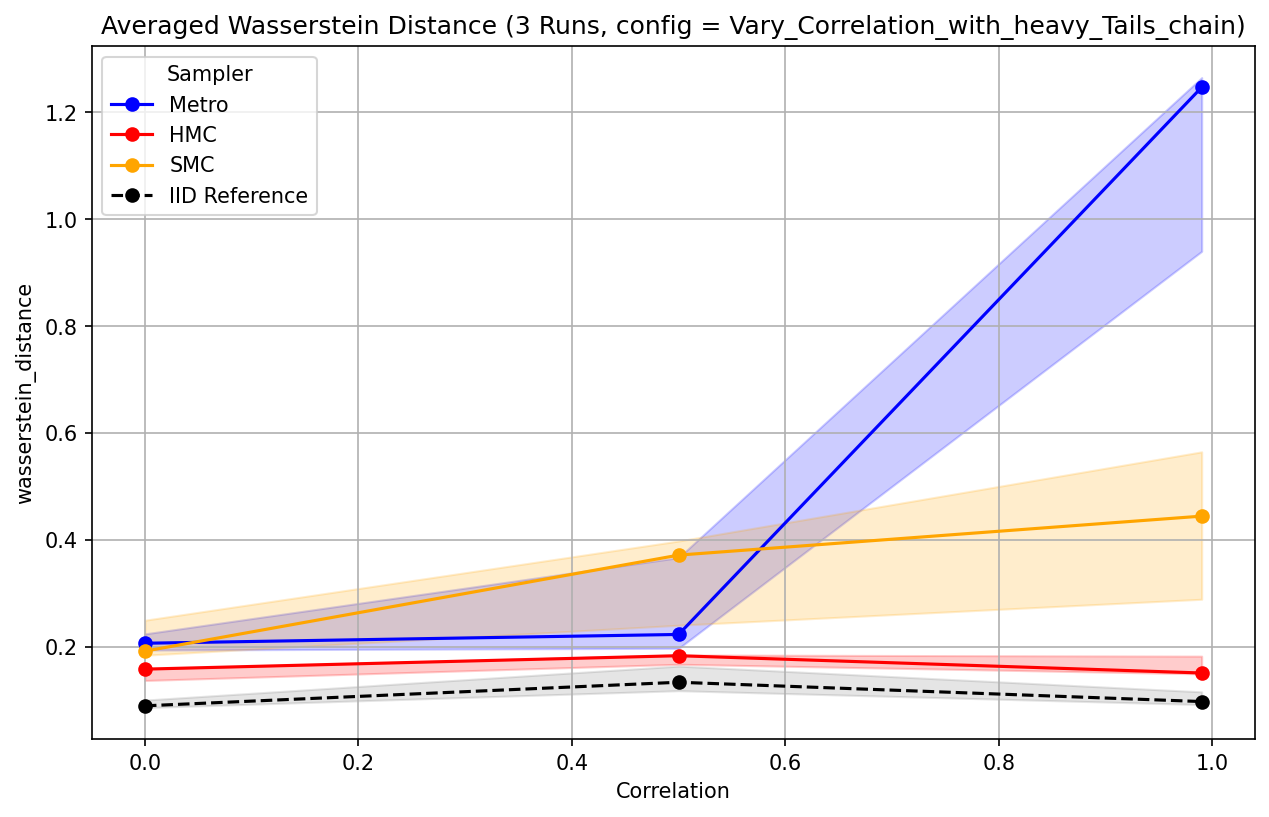 Averaged Wasserstein Distance (3 Runs, config = Vary_Correlation_with_heavy_Tails_chain)
Sampler
Metro
HMC
SMC
IID Reference
wasserstein_distance
1.2
1.0
0.8
0.6
0.4
0.2
0.0 0.2 0.4 0.6 0.8 1.0
Correlation